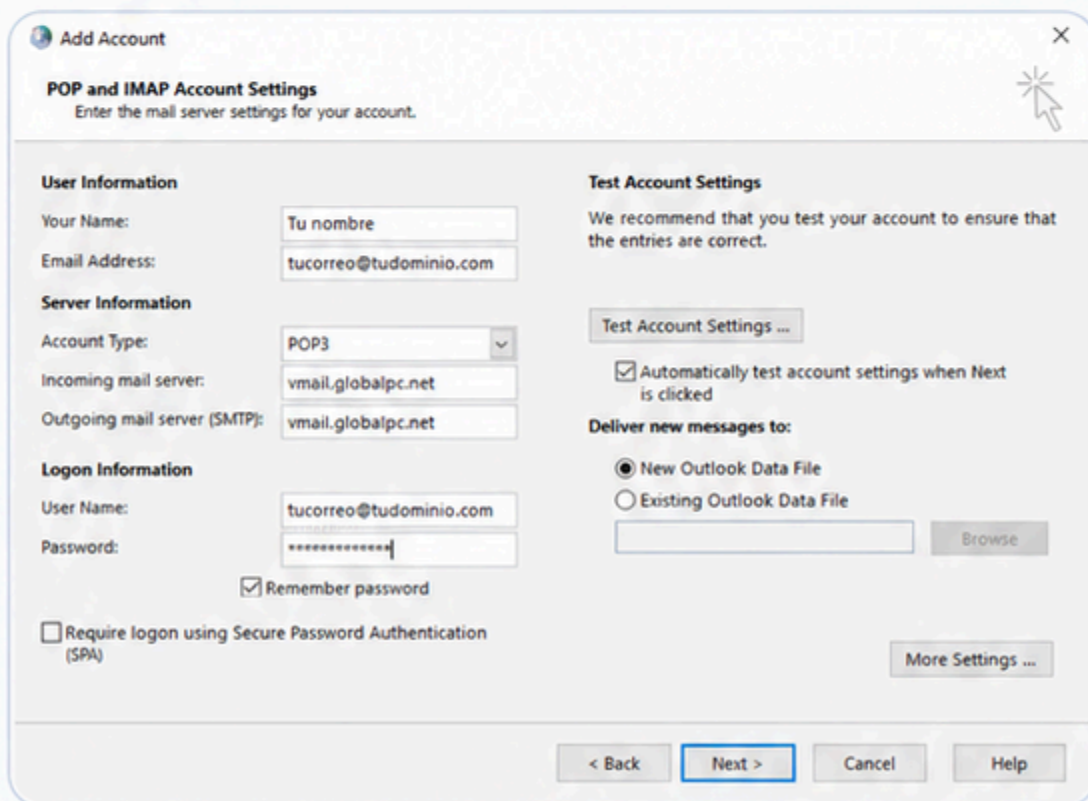 Add Account
POP and IMAP Account Settings
Enter the mail server settings for your account.
User Information
Your Name: Tu nombre
Email Address: tucorreo@tudominio.com
Server Information
Account Type: POP3
Incoming mail server: vmail.globalpc.net
Outgoing mail server (SMTP): vmail.globalpc.net
Logon Information
User Name: tucorreo@tudominio.com
Password: *************
Remember password
Require logon using Secure Password Authentication
(SPA)
Test Account Settings
We recommend that you test your account to ensure that
the entries are correct.
Test Account Settings ...
Automatically test account settings when Next
is clicked
Deliver new messages to:
New Outlook Data File
Existing Outlook Data File
Browse
More Settings ...
< Back
Next >
Cancel
Help